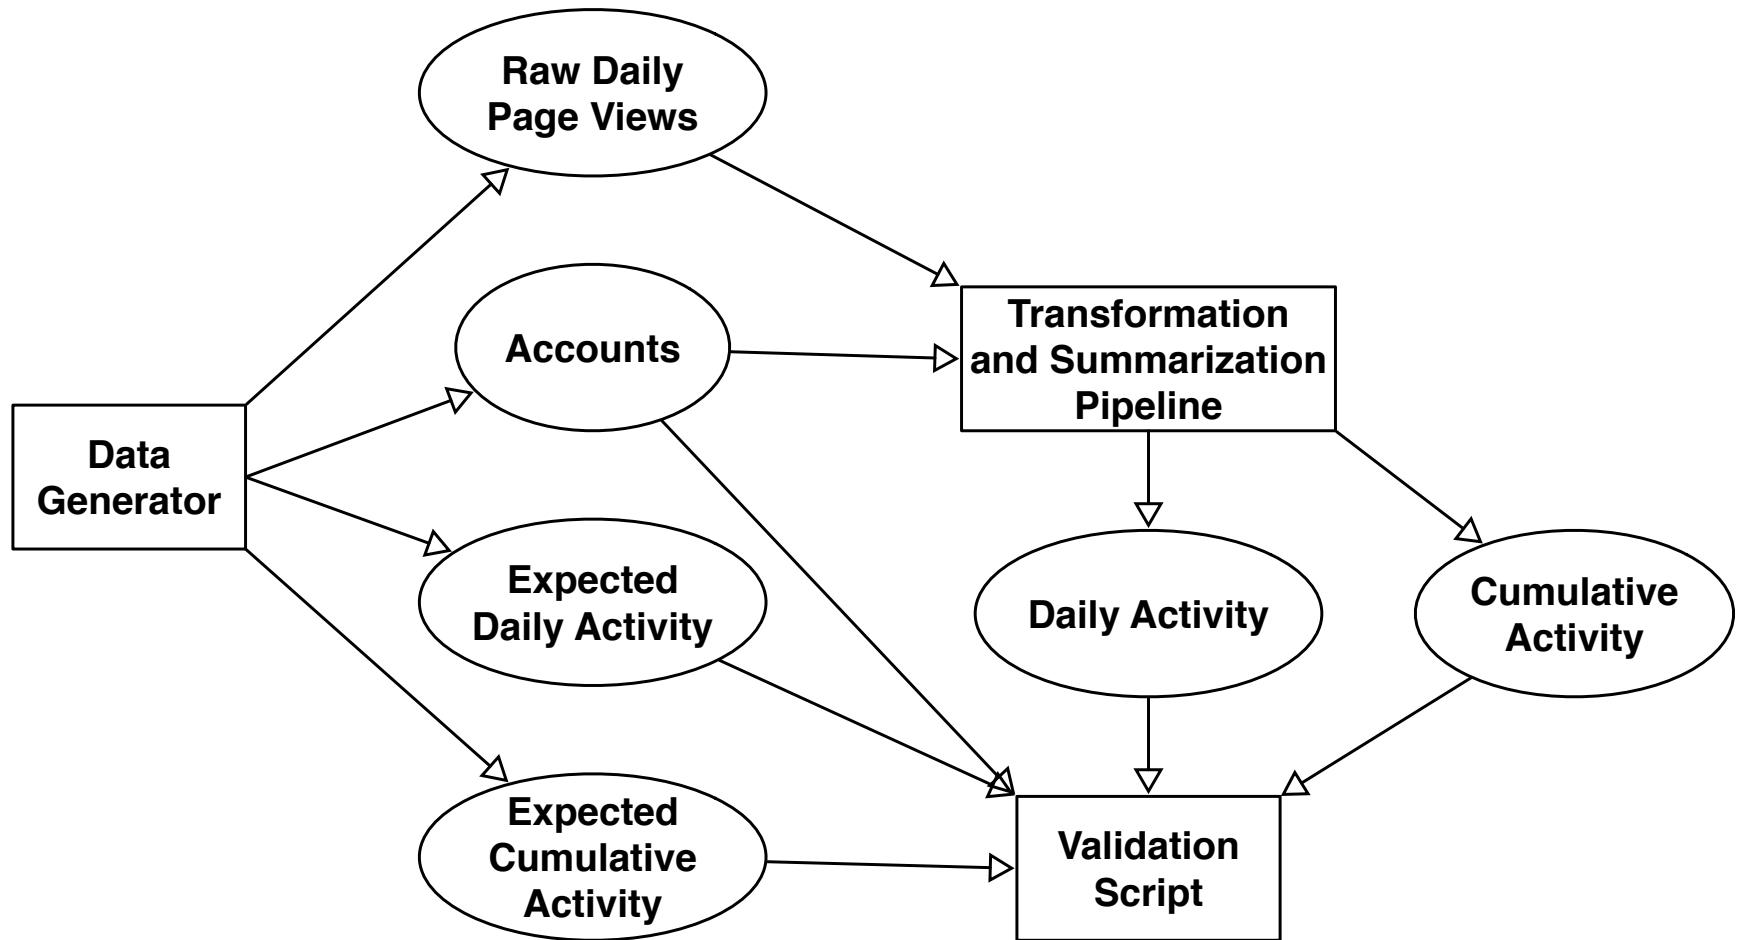 Raw Daily
Page Views
Accounts
Transformation
and Summarization
Pipeline
Data
Generator
Expected
Daily Activity
Daily Activity
Cumulative
Activity
Expected
Cumulative
Activity
Validation
Script